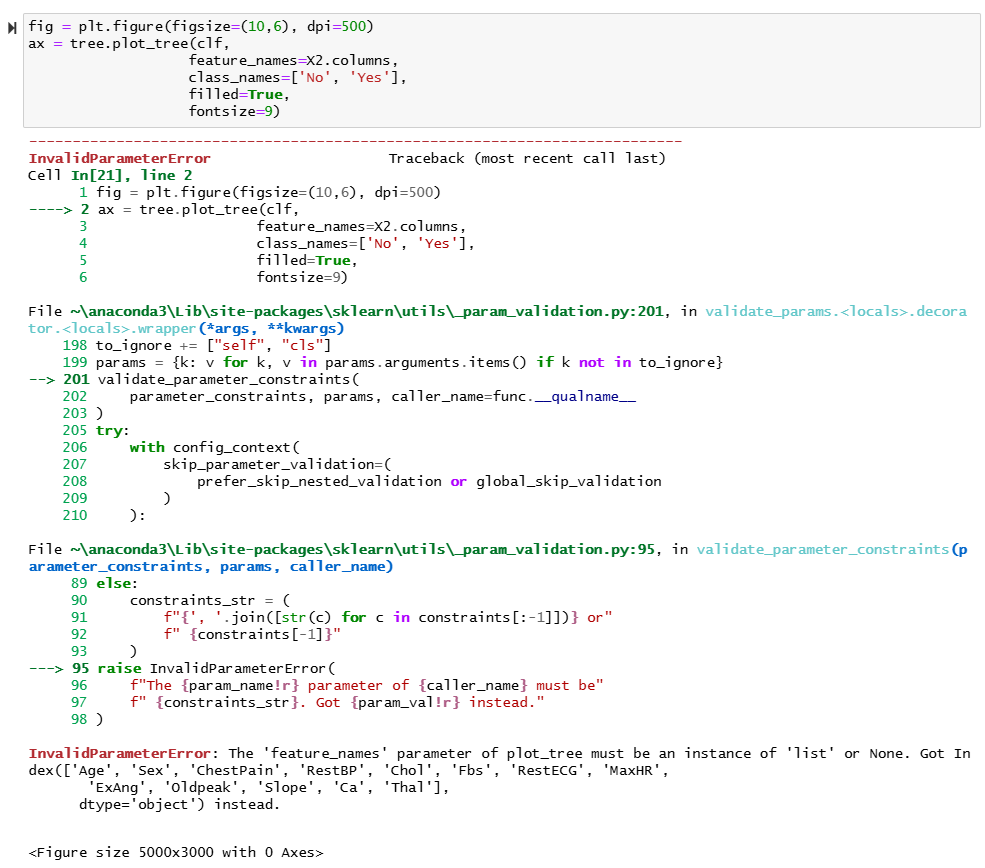 fig = plt.figure(figsize=(10,6), dpi=500)
ax = tree.plot_tree(clf,
                   feature_names=X2.columns,
                   class_names=['No', 'Yes'],
                   filled=True,
                   fontsize=9)
---------------------------------------------------------------------------
InvalidParameterError                     Traceback (most recent call last)
Cell In[21], line 2
      1 fig = plt.figure(figsize=(10,6), dpi=500)
----> 2 ax = tree.plot_tree(clf,
      3                    feature_names=X2.columns,
      4                    class_names=['No', 'Yes'],
      5                    filled=True,
      6                    fontsize=9)
File ~\anaconda3\Lib\site-packages\sklearn\utils\_param_validation.py:201, in validate_params.<locals>.decora
tor.<locals>.wrapper(*args, **kwargs)
    198 to_ignore += ["self", "cls"]
    199 params = {k: v for k, v in params.arguments.items() if k not in to_ignore}
--> 201 validate_parameter_constraints(
    202     parameter_constraints, params, caller_name=func.__qualname__
    203 )
    205 try:
    206     with config_context(
    207         skip_parameter_validation=(
    208             prefer_skip_nested_validation or global_skip_validation
    209         )
    210     ):
File ~\anaconda3\Lib\site-packages\sklearn\utils\_param_validation.py:95, in validate_parameter_constraints(p
arameter_constraints, params, caller_name)
     89 else:
     90     constraints_str = (
     91         f"{', '.join([str(c) for c in constraints[:-1]])} or"
     92         f" {constraints[-1]}"
     93     )
---> 95 raise InvalidParameterError(
     96     f"The {param_name!r} parameter of {caller_name} must be"
     97     f" {constraints_str}. Got {param_val!r} instead."
     98 )
InvalidParameterError: The 'feature_names' parameter of plot_tree must be an instance of 'list' or None. Got In
dex(['Age', 'Sex', 'ChestPain', 'RestBP', 'Chol', 'Fbs', 'RestECG', 'MaxHR',
       'ExAng', 'Oldpeak', 'Slope', 'Ca', 'Thal'],
      dtype='object') instead.
<Figure size 5000x3000 with 0 Axes>